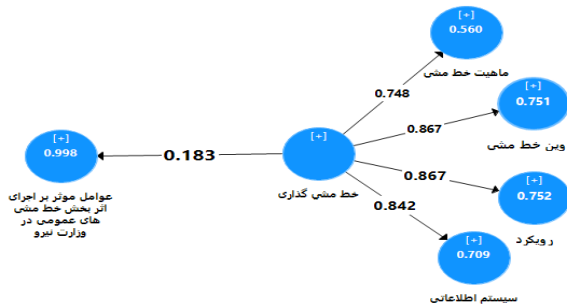 [+]
0.560
ماهیت خط مشی
0.748
[+]
0.751
وین خط مشی
0.867
[+]
0.998
عوامل موثر بر اجرای
اثر بخش خط مشی
های عمومی در
وزارت نیرو
0.183
[+]
خط مشی گذاری
0.867
[+]
0.752
رویکرد
0.842
[+]
0.709
سیستم اطلاعاتی